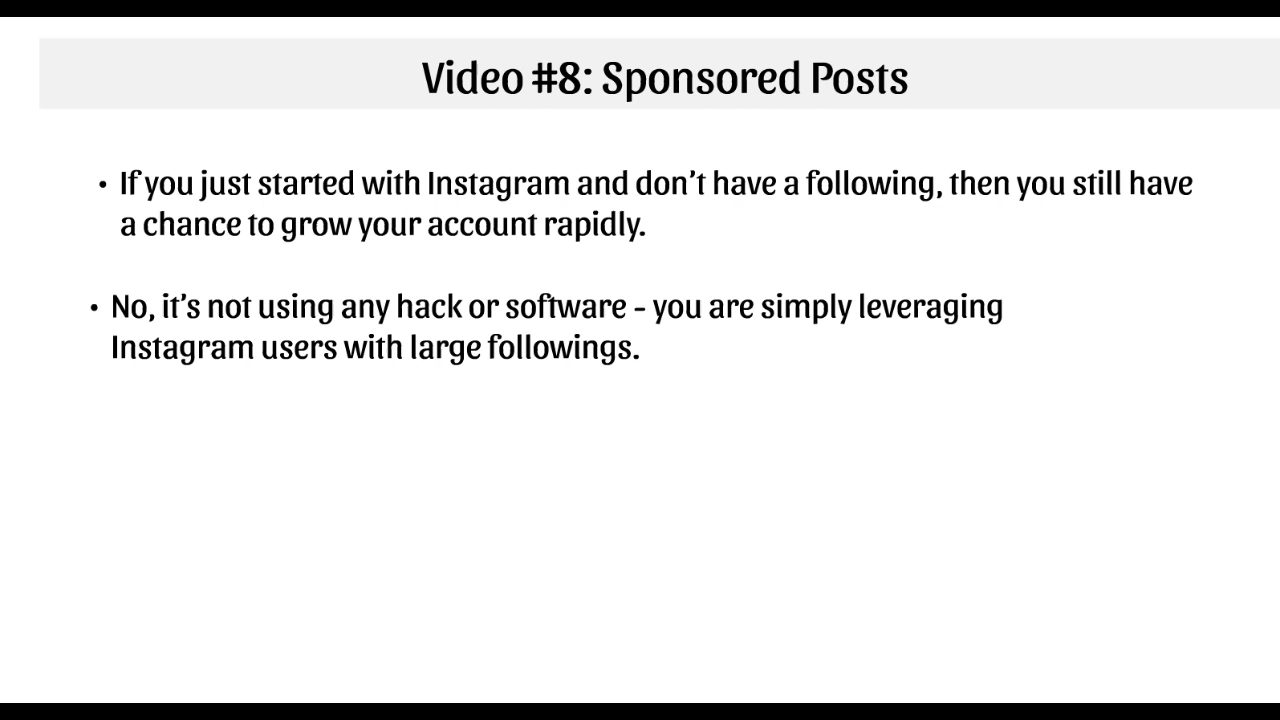 Video #8: Sponsored Posts
• If you just started with Instagram and don’t have a following, then you still have
a chance to grow your account rapidly.
• No, it’s not using any hack or software - you are simply leveraging
Instagram users with large followings.